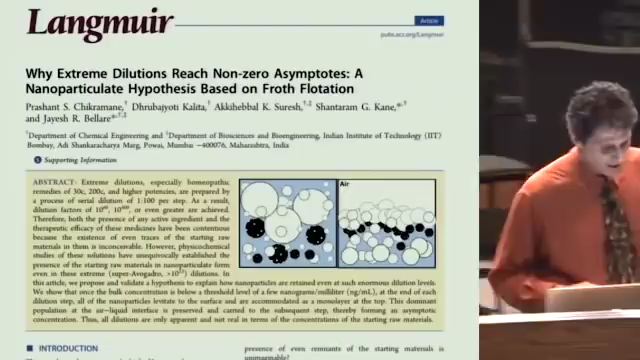 Langmuir
Article
pubs.acs.org/Langmuir
Why Extreme Dilutions Reach Non-zero Asymptotes: A
Nanoparticulate Hypothesis Based on Froth Flotation
Prashant S. Chikramane,† Dhrubajyoti Kalita,† Akkihebbal K. Suresh,†,‡ Shantaram G. Kane,*,†
and Jayesh R. Bellare*,†,‡
†Department of Chemical Engineering and ‡Department of Biosciences and Bioengineering, Indian Institute of Technology (IIT)
Bombay, Adi Shankaracharya Marg, Powai, Mumbai −400076, Maharashtra, India
Supporting Information
ABSTRACT: Extreme dilutions, especially homeopathic
remedies of 30c, 200c, and higher potencies, are prepared by
a process of serial dilution of 1:100 per step. As a result,
dilution factors of or even greater are achieved.
Therefore, both the presence of any active ingredient and the
therapeutic efficacy of these medicines have been contentious
because the existence of even traces of the starting raw
materials in them is inconceivable. However, physicochemical
studies of these solutions have unequivocally established the
presence of the starting raw materials in nanoparticulate form
even in these extreme (super-Avogadro, ) dilutions. In
this article, we propose and validate a hypothesis to explain how nanoparticles are retained even at such enormous dilution levels.
We show that once the bulk concentration is below a threshold level of a few nanograms/milliliter (ng/mL), at the end of each
dilution step, all of the nanoparticles levitate to the surface and are accommodated as a monolayer at the top. This dominant
population at the air−liquid interface is preserved and carried to the subsequent step, thereby forming an asymptotic
concentration. Thus, all dilutions are only apparent and not real in terms of the concentrations of the starting raw materials.
Air
INTRODUCTION
presence of even remnants of the starting materials is
unimaginable?